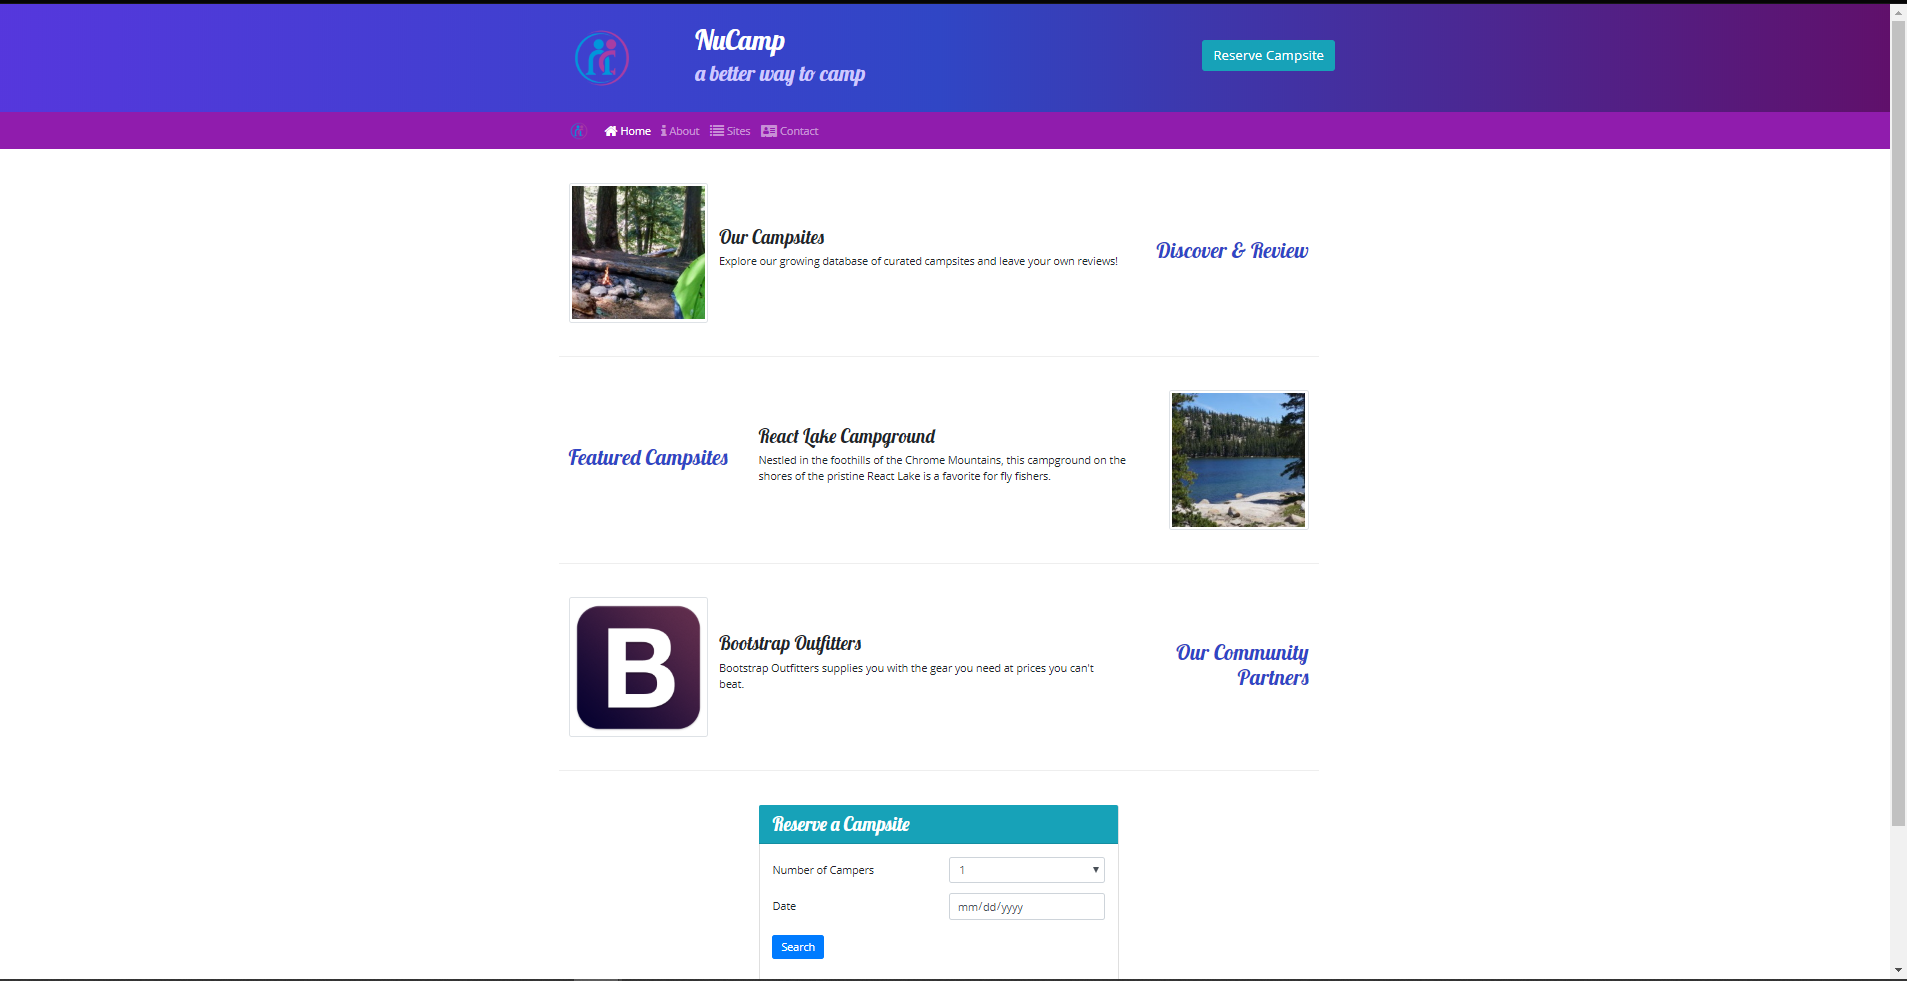 NuCamp
a better way to camp
Reserve Campsite
Home About Sites Contact
Our Campsites
Explore our growing database of curated campsites and leave your own reviews!
Discover & Review
Featured Campsites
React Lake Campground
Nestled in the foothills of the Chrome Mountains, this campground on the
shores of the pristine React Lake is a favorite for fly fishers.
B
Bootstrap Outfitters
Bootstrap Outfitters supplies you with the gear you need at prices you can't
beat.
Our Community
Partners
Reserve a Campsite
Number of Campers
1
Date
mm/dd/yyyy
Search